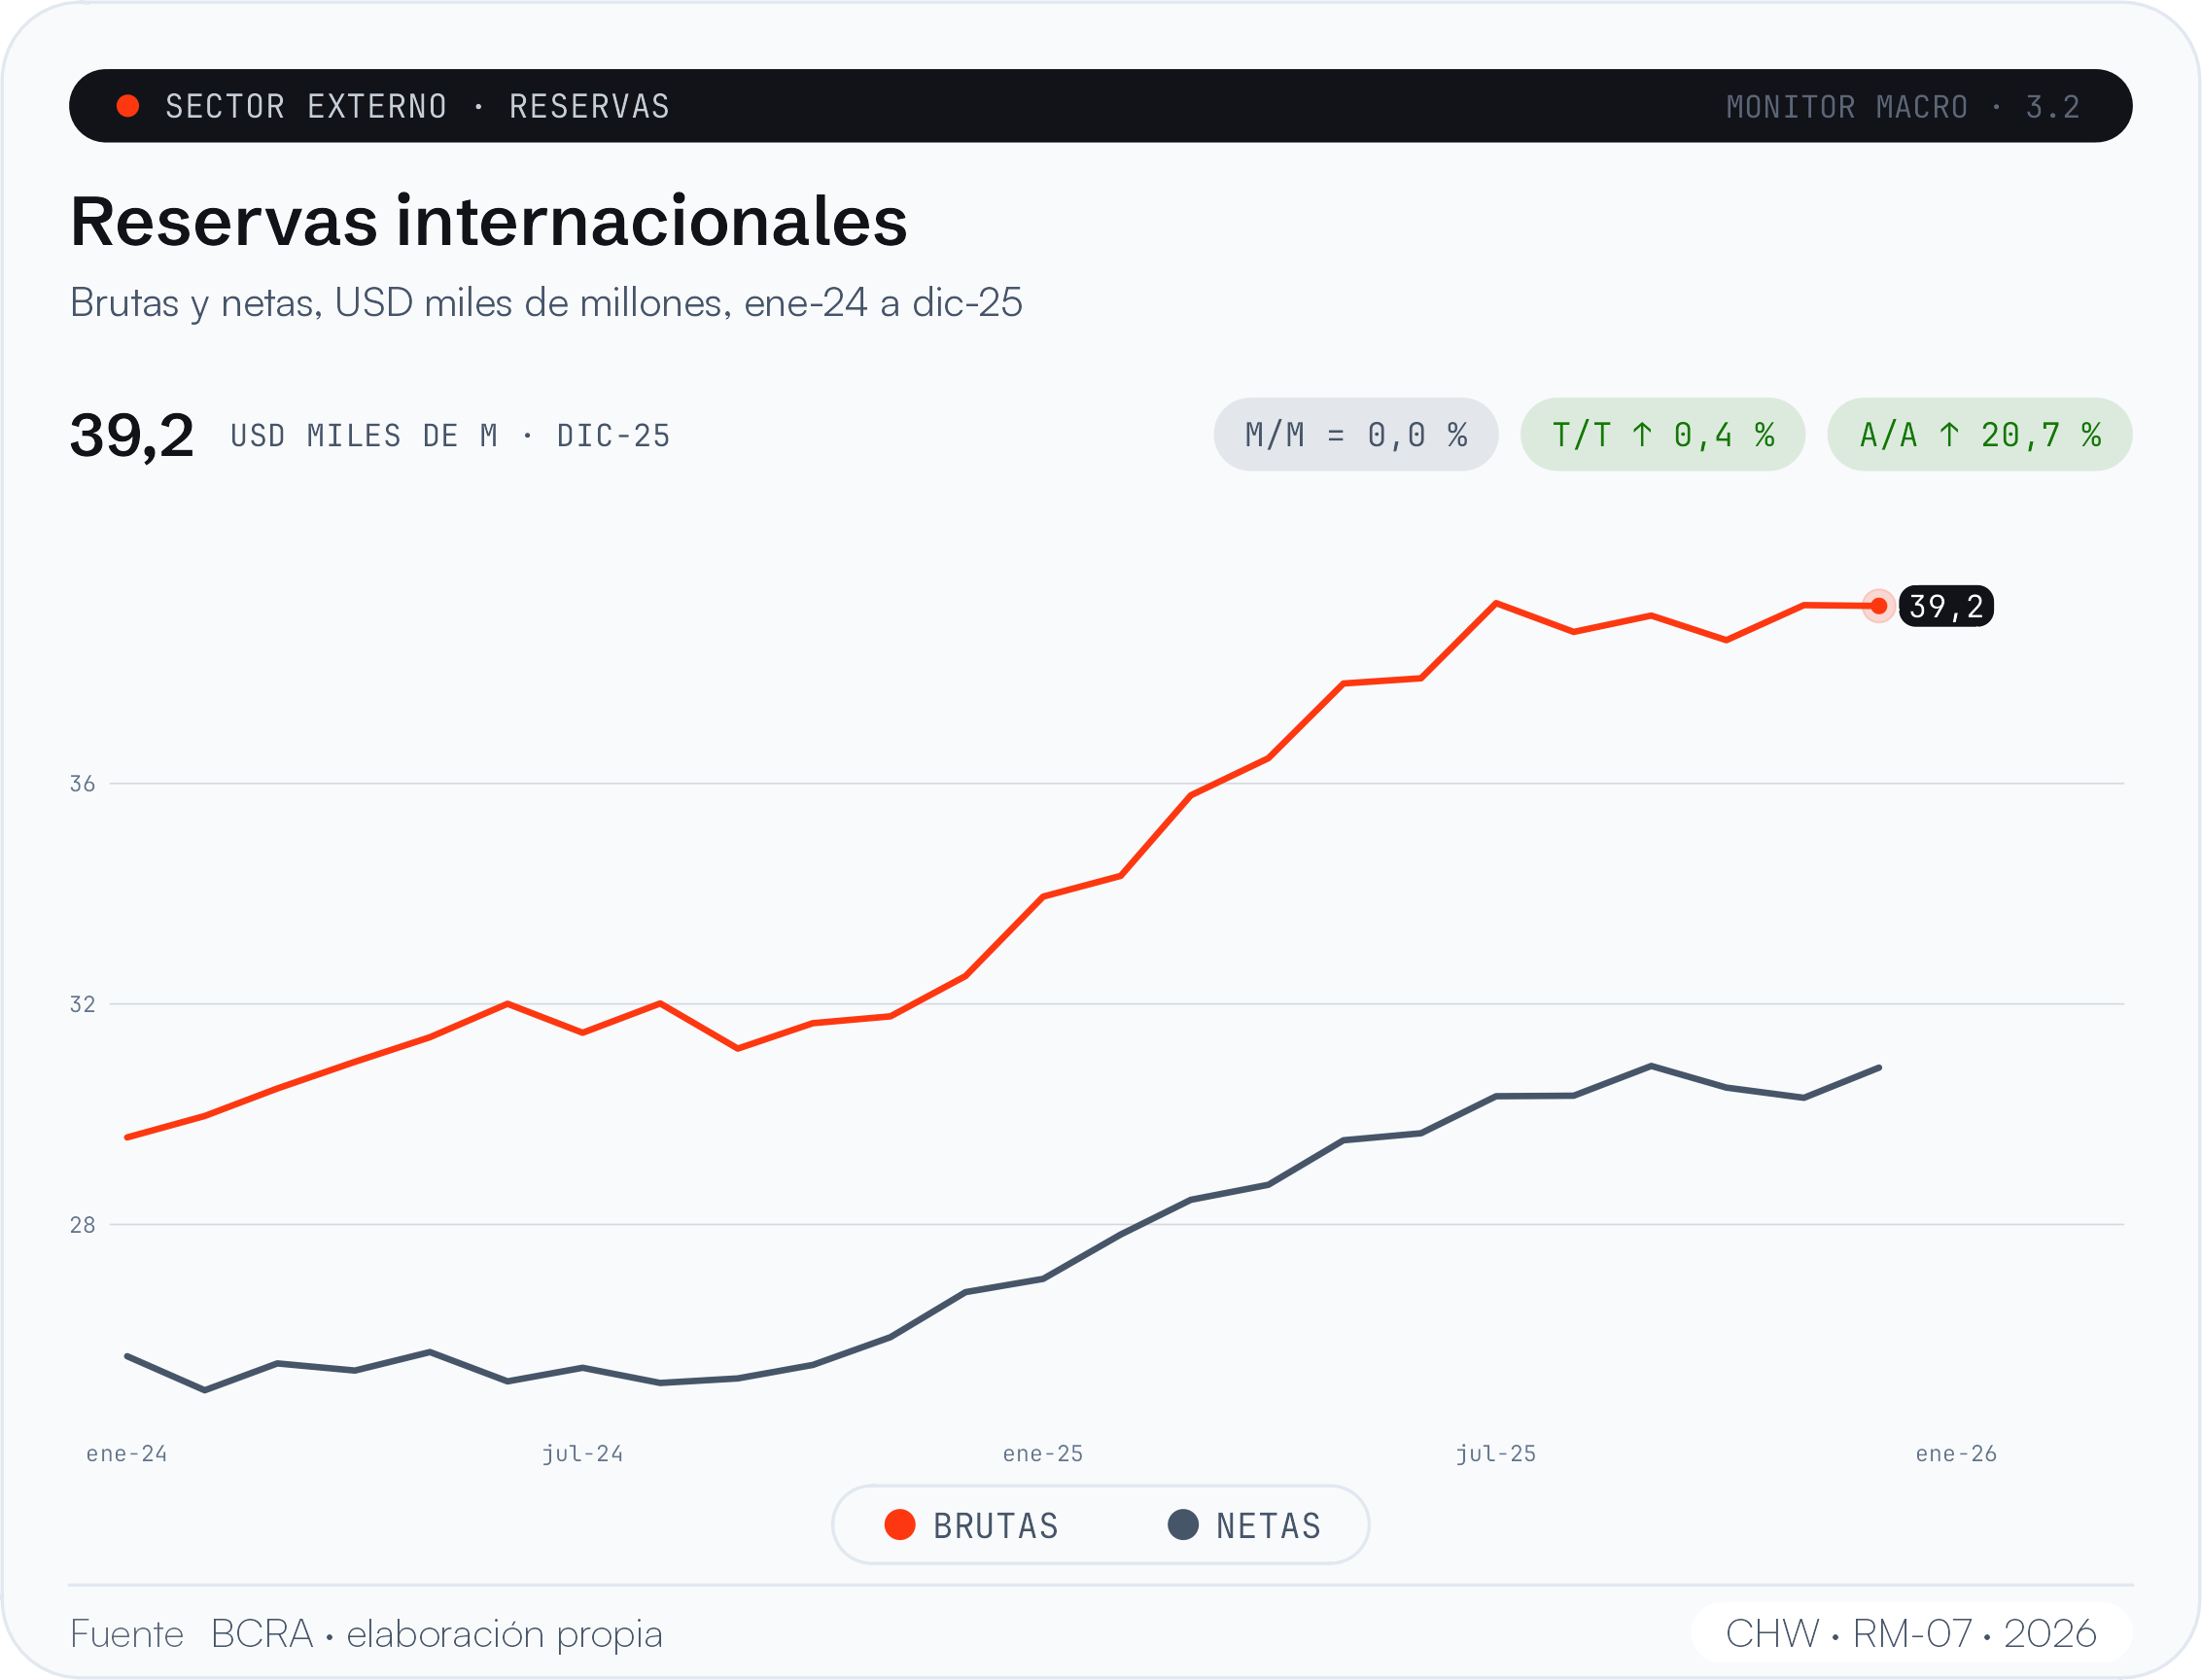 SECTOR EXTERNO · RESERVAS
MONITOR MACRO · 3.2
Reservas internacionales
Brutas y netas, USD miles de millones, ene-24 a dic-25
39,2 USD MILES DE M · DIC-25
M/M = 0,0 %
T/T ↑ 0,4 %
A/A ↑ 20,7 %
39,2
36
32
28
ene-24 jul-24 ene-25 jul-25 ene-26
BRUTAS NETAS
Fuente BCRA · elaboración propia
CHW · RM-07 · 2026